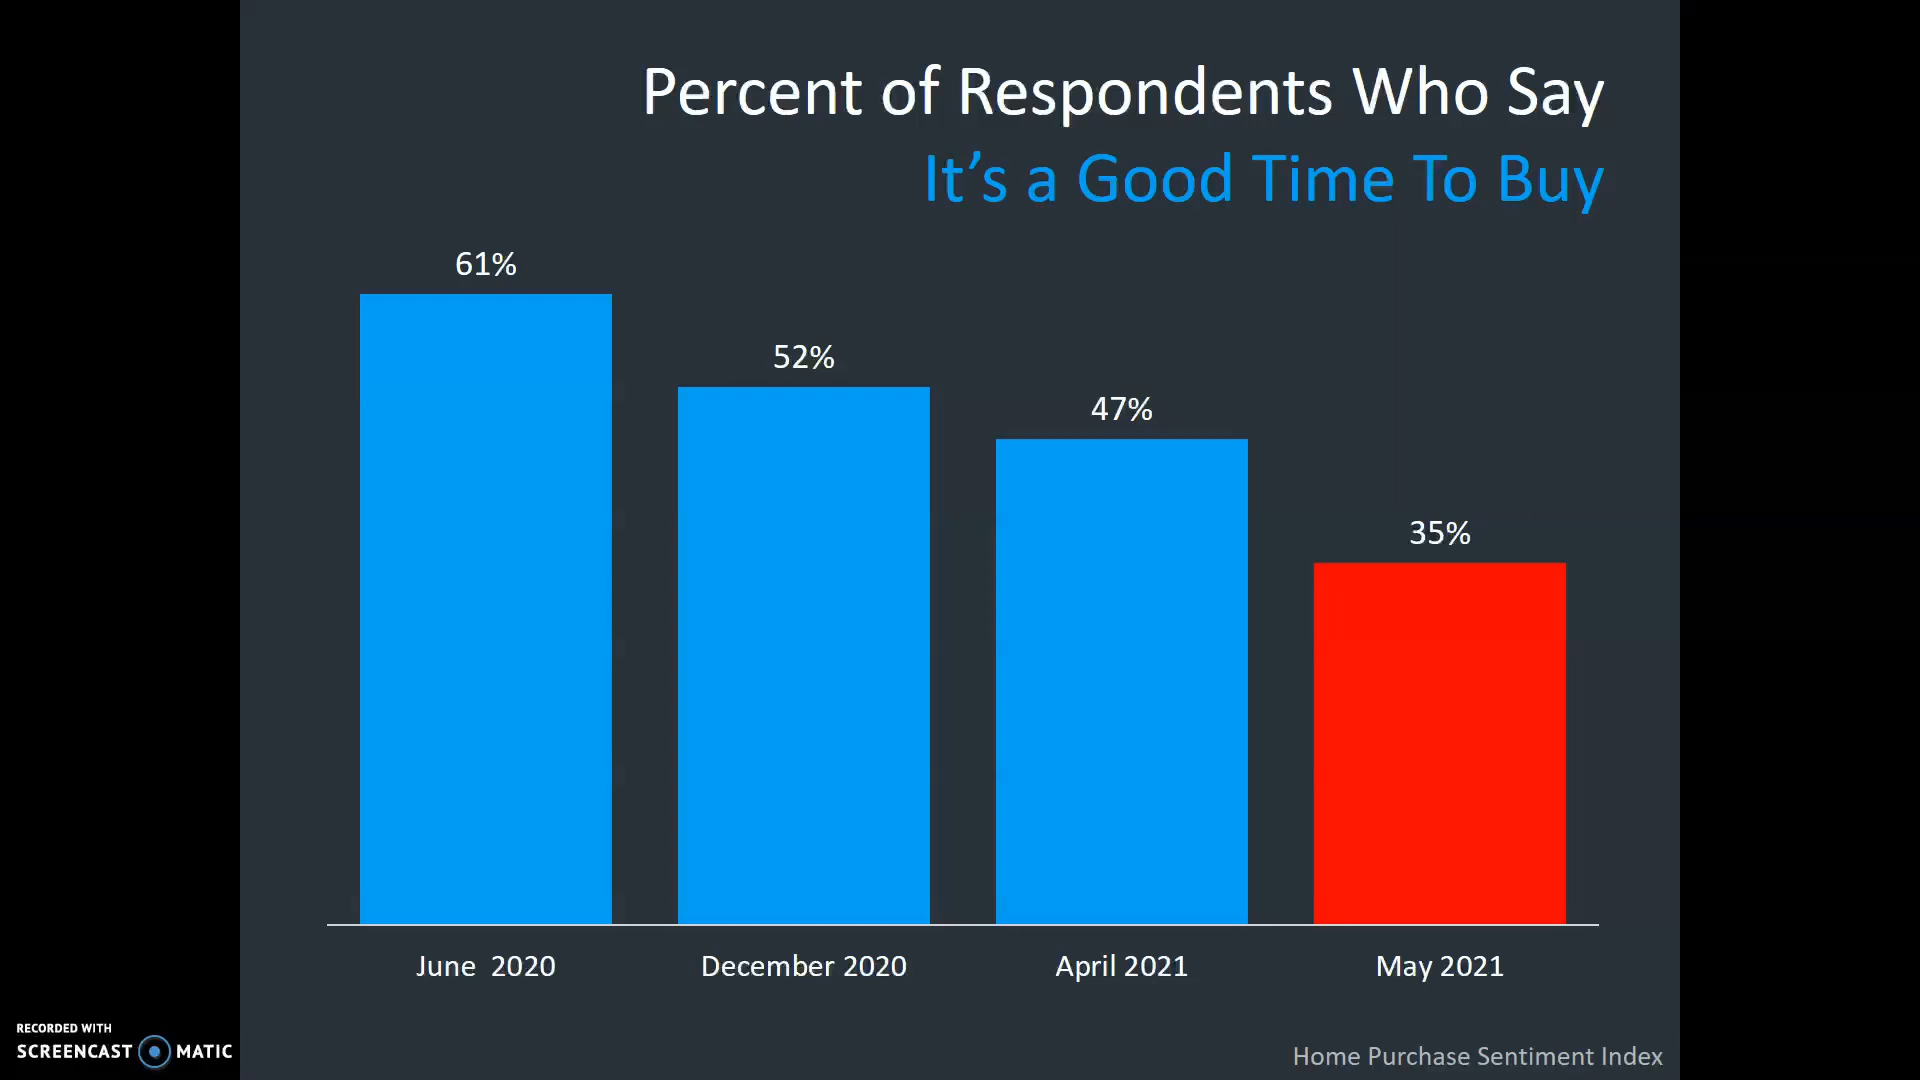 Percent of Respondents Who Say
It's a Good Time To Buy
61%
52%
47%
35%
June 2020
December 2020
April 2021
May 2021
RECORDED WITH
SCREENCAST MATIC
Home Purchase Sentiment Index